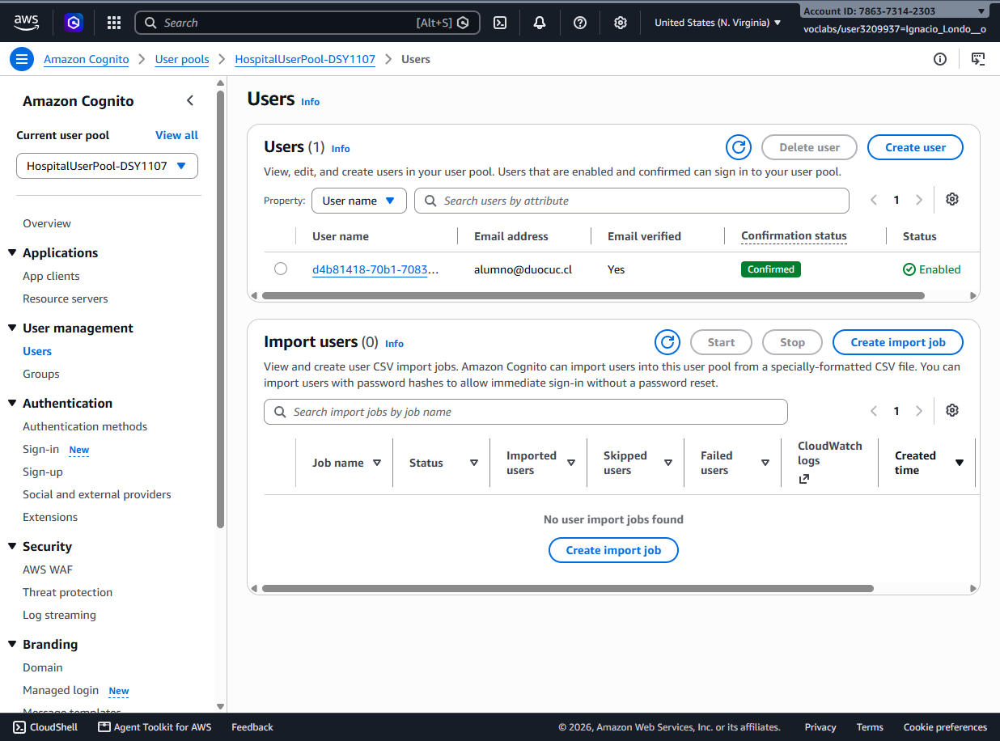 aws
Search [Alt+S]
United States (N. Virginia)
Account ID: 7863-7314-2303
voclabs/user3209937=Ignacio_Londo__o
Amazon Cognito
User pools
HospitalUserPool-DSY1107
Users
Amazon Cognito
Current user pool
View all
HospitalUserPool-DSY1107
Overview
Applications
App clients
Resource servers
User management
Users
Groups
Authentication
Authentication methods
Sign-in New
Sign-up
Social and external providers
Extensions
Security
AWS WAF
Threat protection
Log streaming
Branding
Domain
Managed login New
Message templates
Users Info
Users (1) Info
Delete user
Create user
View, edit, and create users in your user pool. Users that are enabled and confirmed can sign in to your user pool.
Property:
User name
Search users by attribute
1
User name
Email address
Email verified
Confirmation status
Status
d4b81418-70b1-7083...
alumno@duocuc.cl
Yes
Confirmed
Enabled
Import users (0) Info
Start
Stop
Create import job
View and create user CSV import jobs. Amazon Cognito can import users into this user pool from a specially-formatted CSV file. You can
import users with password hashes to allow immediate sign-in without a password reset.
Search import jobs by job name
1
Job name
Status
Imported
users
Skipped
users
Failed
users
CloudWatch
logs
Created
time
No user import jobs found
Create import job
CloudShell
Agent Toolkit for AWS
Feedback
© 2026, Amazon Web Services, Inc. or its affiliates.
Privacy
Terms
Cookie preferences